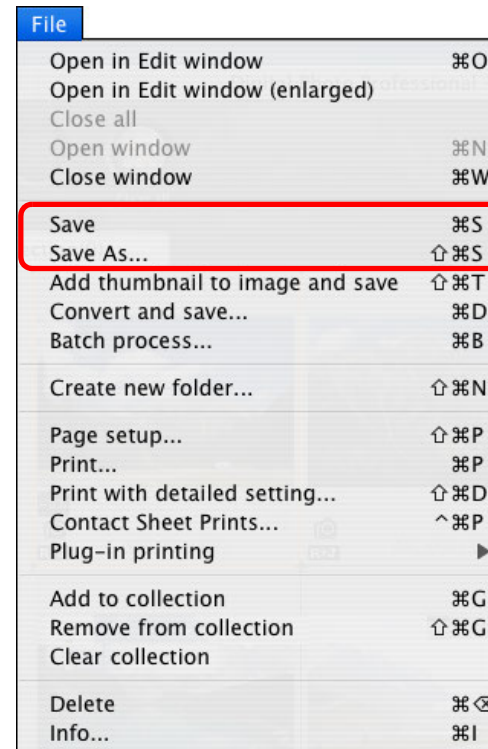 File
Open in Edit window ⌘O
Open in Edit window (enlarged)
Close all
Open window ⌘N
Close window ⌘W
Save ⌘S
Save As... ⇧⌘S
Add thumbnail to image and save ⇧⌘T
Convert and save... ⌘D
Batch process... ⌘B
Create new folder... ⇧⌘N
Page setup... ⇧⌘P
Print... ⌘P
Print with detailed setting... ⇧⌘D
Contact Sheet Prints... ^⌘P
Plug-in printing ▶
Add to collection ⌘G
Remove from collection ⇧⌘G
Clear collection
Delete ⌘⌫
Info... ⌘I